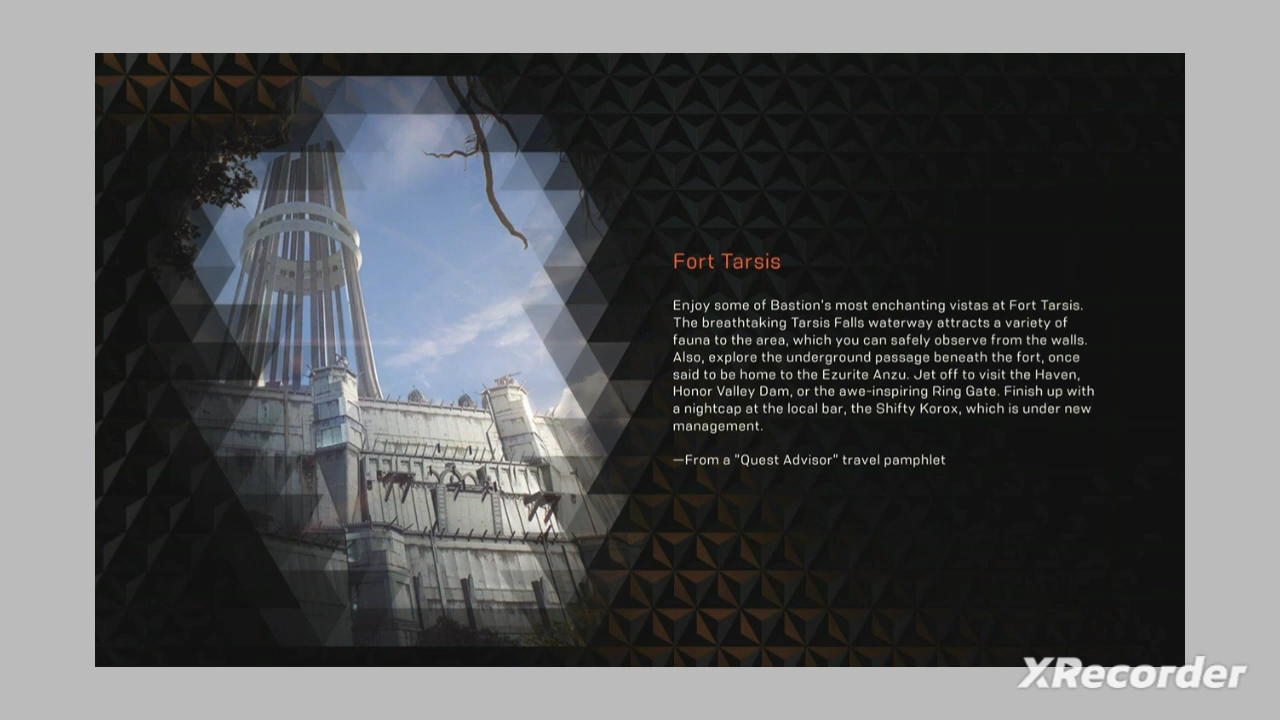 Fort Tarsis
Enjoy some of Bastion's most enchanting vistas at Fort Tarsis.
The breathtaking Tarsis Falls waterway attracts a variety of
fauna to the area, which you can safely observe from the walls.
Also, explore the underground passage beneath the fort, once
said to be home to the Ezurite Anzu. Jet off to visit the Haven,
Honor Valley Dam, or the awe-inspiring Ring Gate. Finish up with
a nightcap at the local bar, the Shifty Korox, which is under new
management.
—From a "Quest Advisor" travel pamphlet
XRecorder